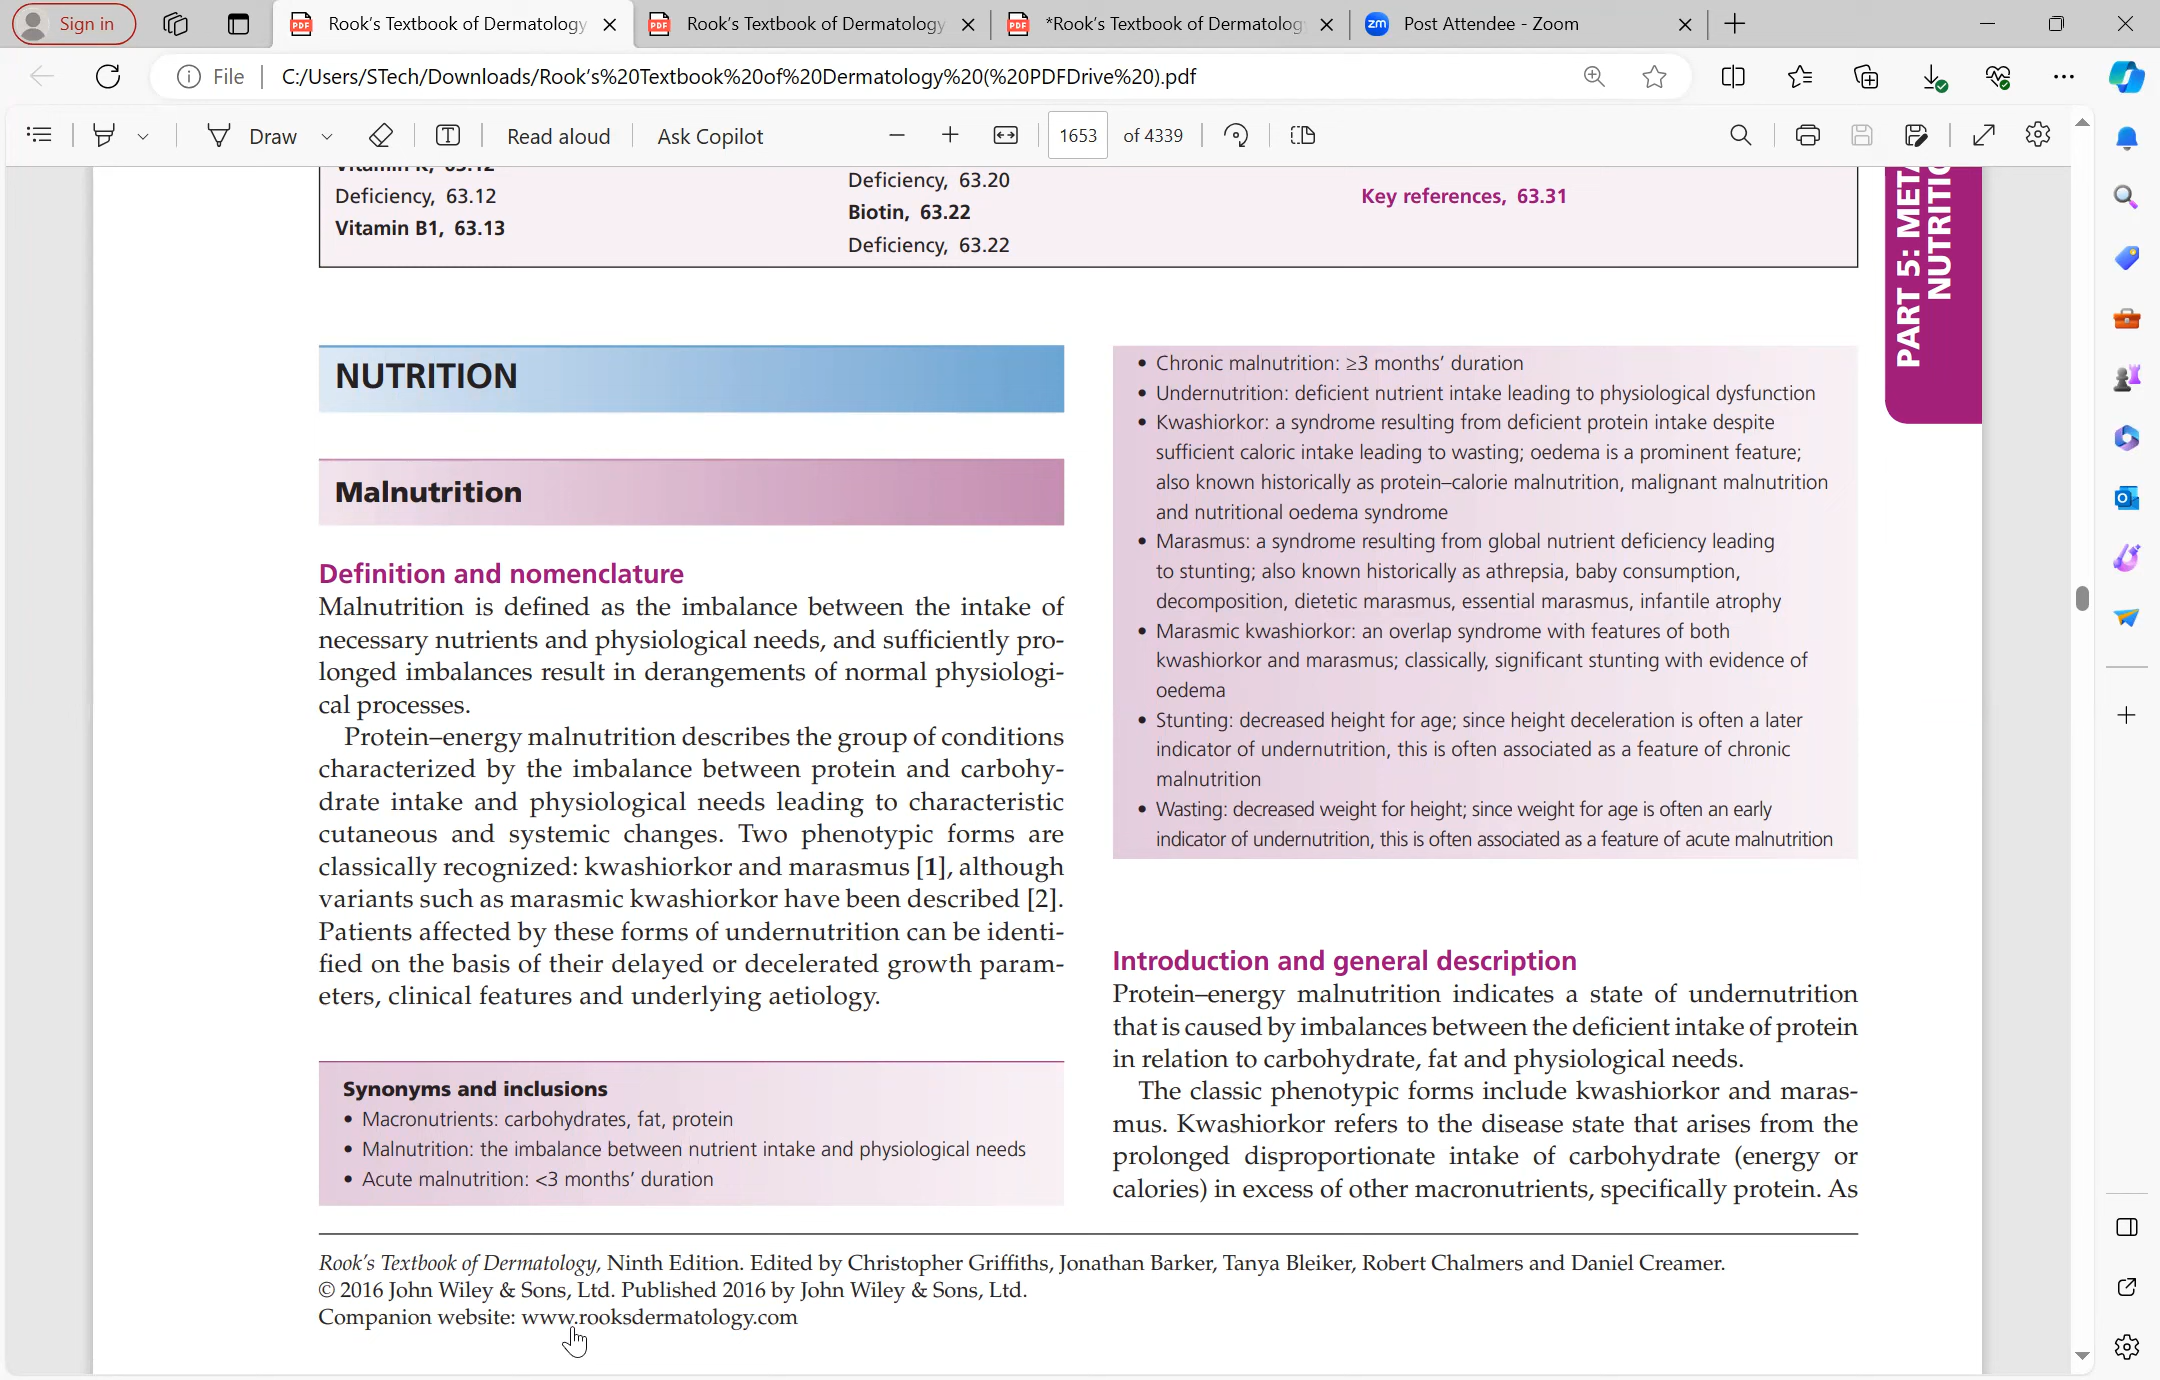 Sign in
Rook's Textbook of Dermatology
Rook's Textbook of Dermatology
*Rook's Textbook of Dermatolog
zm
Post Attendee - Zoom
File
C:/Users/STech/Downloads/Rook's%20Textbook%20of%20Dermatology%20(%20PDFDrive%20).pdf
Draw
Read aloud
Ask Copilot
1653
of 4339
Vitamin K, 63.12
Deficiency, 63.12
Vitamin B1, 63.13
Deficiency, 63.20
Biotin, 63.22
Deficiency, 63.22
Key references, 63.31
PART 5: META
NUTRITIO
NUTRITION
Malnutrition
Definition and nomenclature
Malnutrition is defined as the imbalance between the intake of
necessary nutrients and physiological needs, and sufficiently pro-
longed imbalances result in derangements of normal physiologi-
cal processes.
Protein–energy malnutrition describes the group of conditions
characterized by the imbalance between protein and carbohy-
drate intake and physiological needs leading to characteristic
cutaneous and systemic changes. Two phenotypic forms are
classically recognized: kwashiorkor and marasmus [1], although
variants such as marasmic kwashiorkor have been described [2].
Patients affected by these forms of undernutrition can be identi-
fied on the basis of their delayed or decelerated growth param-
eters, clinical features and underlying aetiology.
Synonyms and inclusions
• Macronutrients: carbohydrates, fat, protein
• Malnutrition: the imbalance between nutrient intake and physiological needs
• Acute malnutrition: <3 months' duration
• Chronic malnutrition: ≥3 months' duration
• Undernutrition: deficient nutrient intake leading to physiological dysfunction
• Kwashiorkor: a syndrome resulting from deficient protein intake despite
sufficient caloric intake leading to wasting; oedema is a prominent feature;
also known historically as protein–calorie malnutrition, malignant malnutrition
and nutritional oedema syndrome
• Marasmus: a syndrome resulting from global nutrient deficiency leading
to stunting; also known historically as athrepsia, baby consumption,
decomposition, dietetic marasmus, essential marasmus, infantile atrophy
• Marasmic kwashiorkor: an overlap syndrome with features of both
kwashiorkor and marasmus; classically, significant stunting with evidence of
oedema
• Stunting: decreased height for age; since height deceleration is often a later
indicator of undernutrition, this is often associated as a feature of chronic
malnutrition
• Wasting: decreased weight for height; since weight for age is often an early
indicator of undernutrition, this is often associated as a feature of acute malnutrition
Introduction and general description
Protein–energy malnutrition indicates a state of undernutrition
that is caused by imbalances between the deficient intake of protein
in relation to carbohydrate, fat and physiological needs.
The classic phenotypic forms include kwashiorkor and maras-
mus. Kwashiorkor refers to the disease state that arises from the
prolonged disproportionate intake of carbohydrate (energy or
calories) in excess of other macronutrients, specifically protein. As
Rook's Textbook of Dermatology, Ninth Edition. Edited by Christopher Griffiths, Jonathan Barker, Tanya Bleiker, Robert Chalmers and Daniel Creamer.
© 2016 John Wiley & Sons, Ltd. Published 2016 by John Wiley & Sons, Ltd.
Companion website: www.rooksdermatology.com